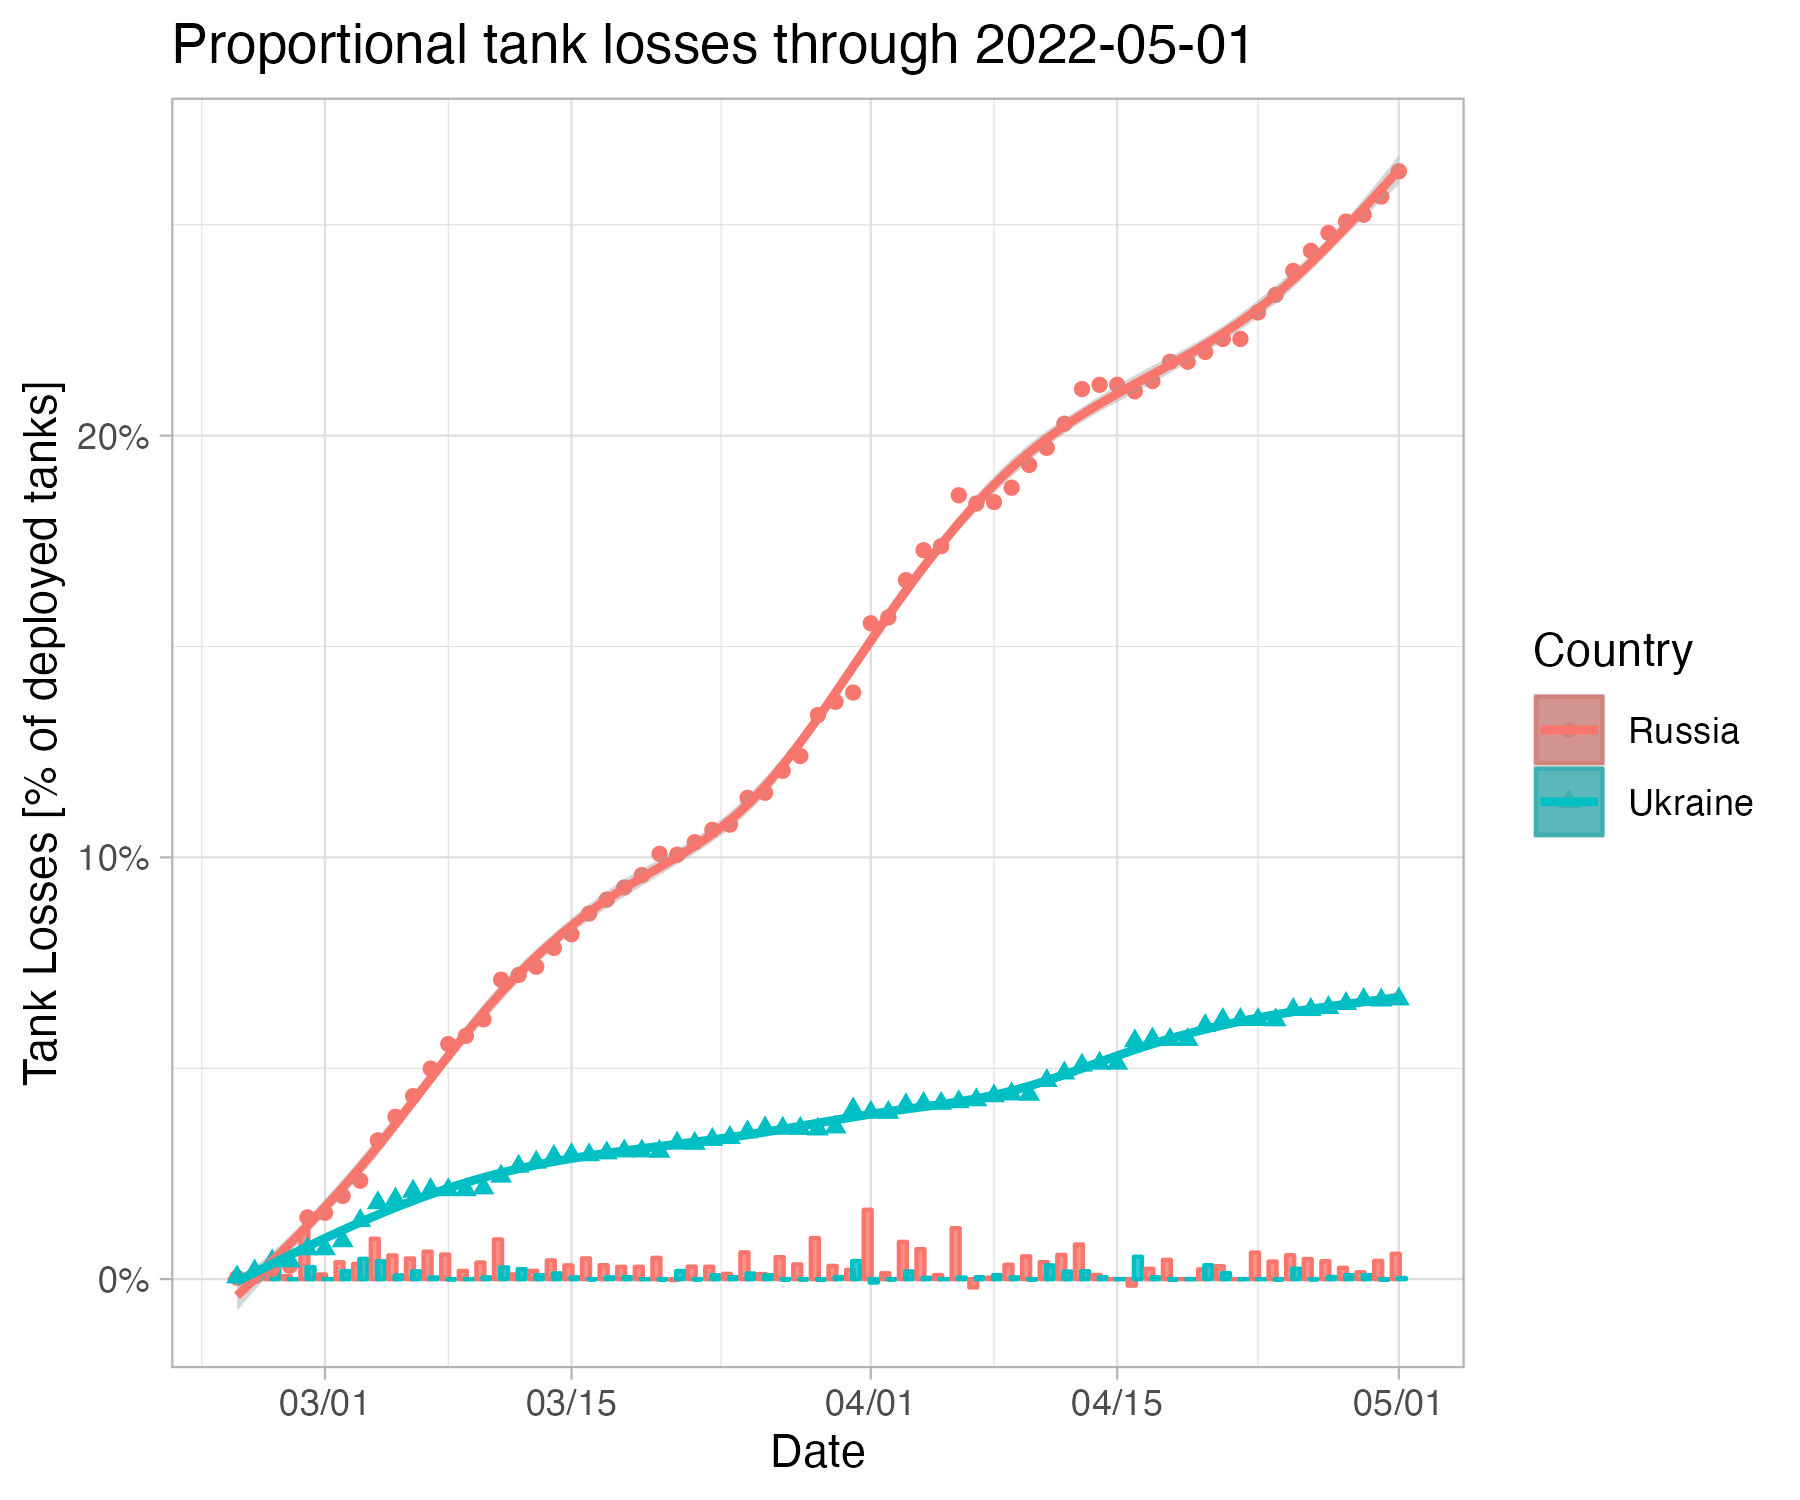 Proportional tank losses through 2022-05-01
Tank Losses [% of deployed tanks]
20%
10%
0%
03/01
03/15
04/01
04/15
05/01
Date
Country
Russia
Ukraine